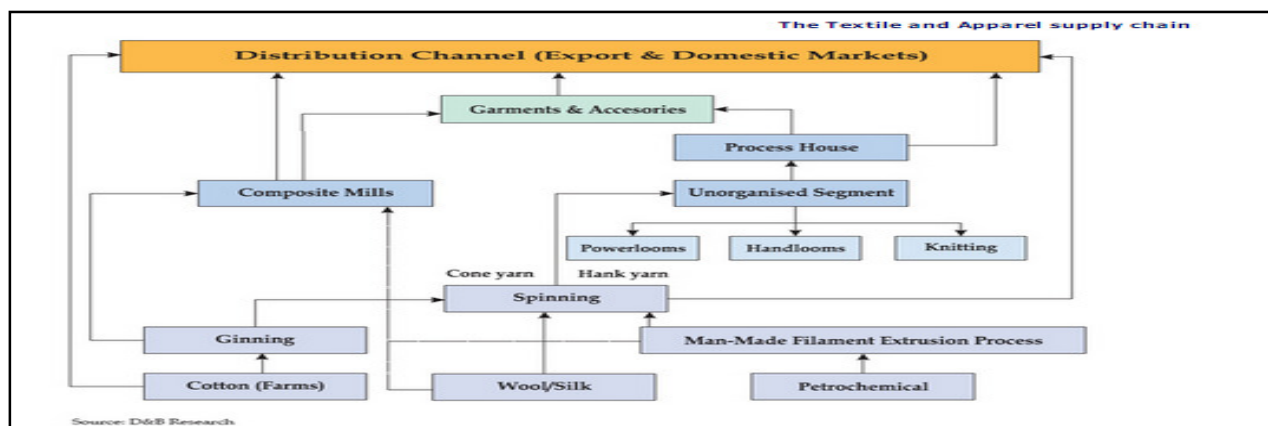 The Textile and Apparel supply chain
Distribution Channel (Export & Domestic Markets)
Garments & Accesories
Process House
Composite Mills
Unorganised Segment
Powerlooms
Handlooms
Knitting
Cone yarn
Hank yarn
Spinning
Ginning
Man-Made Filament Extrusion Process
Cotton (Farms)
Wool/Silk
Petrochemical
Source: D&B Research